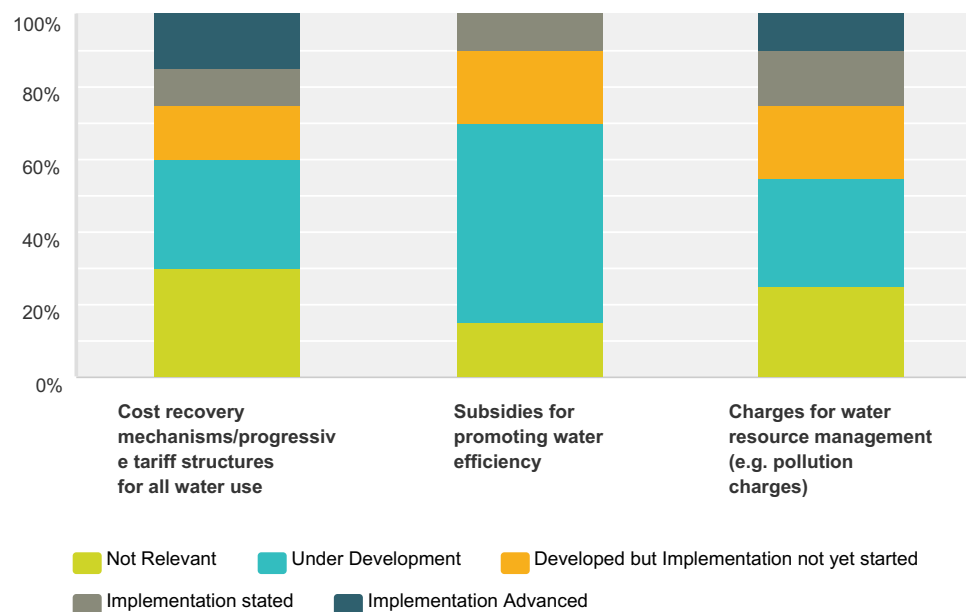 100%
80%
60%
40%
20%
0%
Cost recovery
mechanisms/progressiv
e tariff structures
for all water use
Subsidies for
promoting water
efficiency
Charges for water
resource management
(e.g. pollution
charges)
Not Relevant
Under Development
Developed but Implementation not yet started
Implementation stated
Implementation Advanced